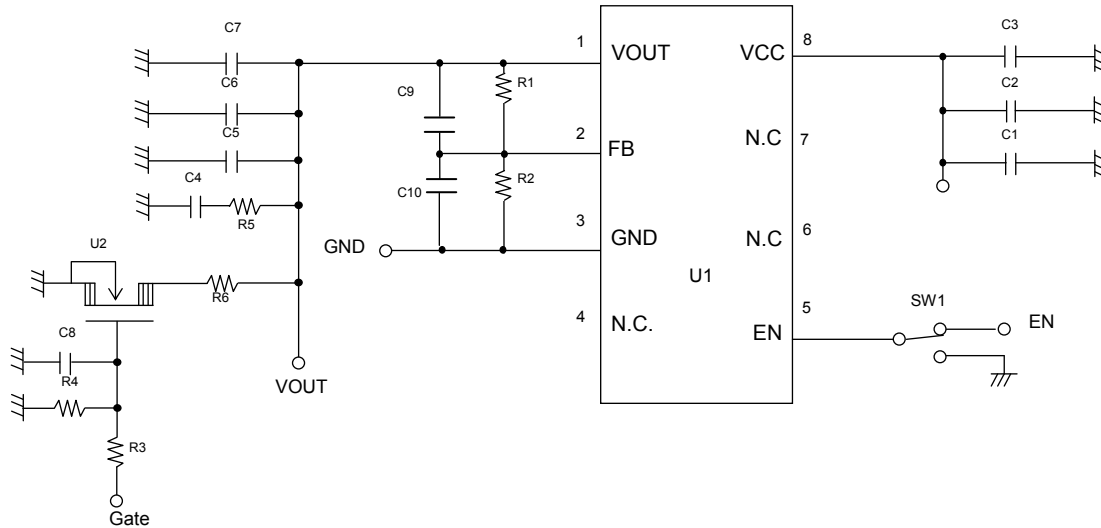 C7
C6
C5
C4
R5
U2
R6
C8
R4
R3
Gate
VOUT
C9
C10
R1
R2
GND
1
2
3
4
VOUT
FB
GND
N.C.
U1
VCC
N.C
N.C
EN
8
7
6
5
C3
C2
C1
SW1
EN